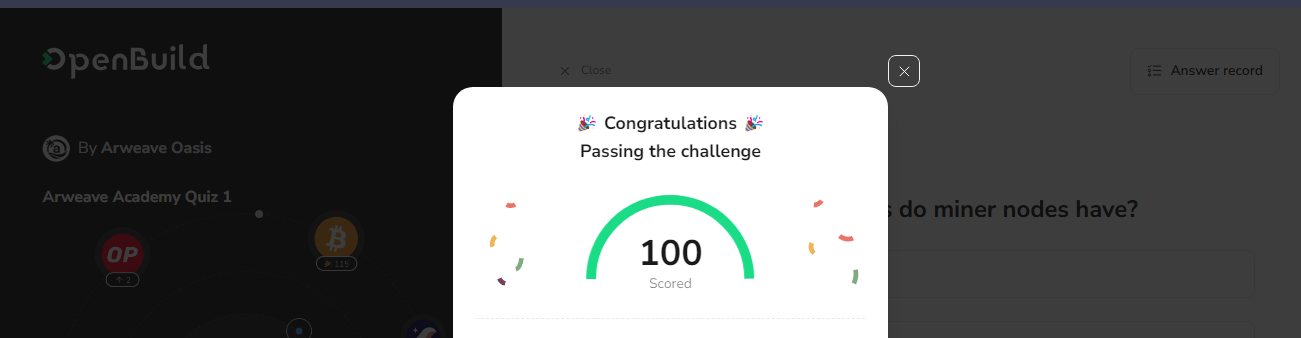 OpenBuild
By Arweave Oasis
Arweave Academy Quiz 1
OP
2
115
Close
Answer record
s do miner nodes have?
Congratulations
Passing the challenge
100
Scored